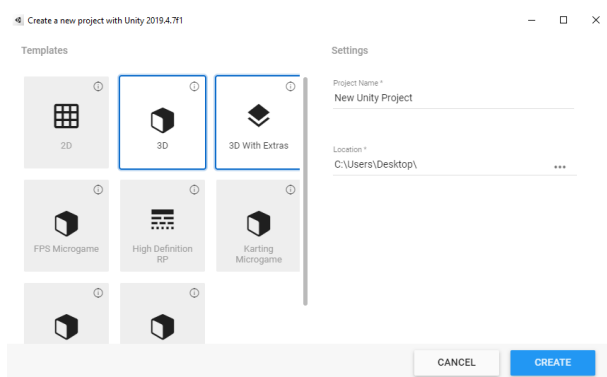 Create a new project with Unity 2019.4.7f1
Templates
Settings
2D
3D
3D With Extras
FPS Microgame
High Definition
RP
Karting
Microgame
Project Name *
New Unity Project
Location *
C:\Users\Desktop\
CANCEL
CREATE